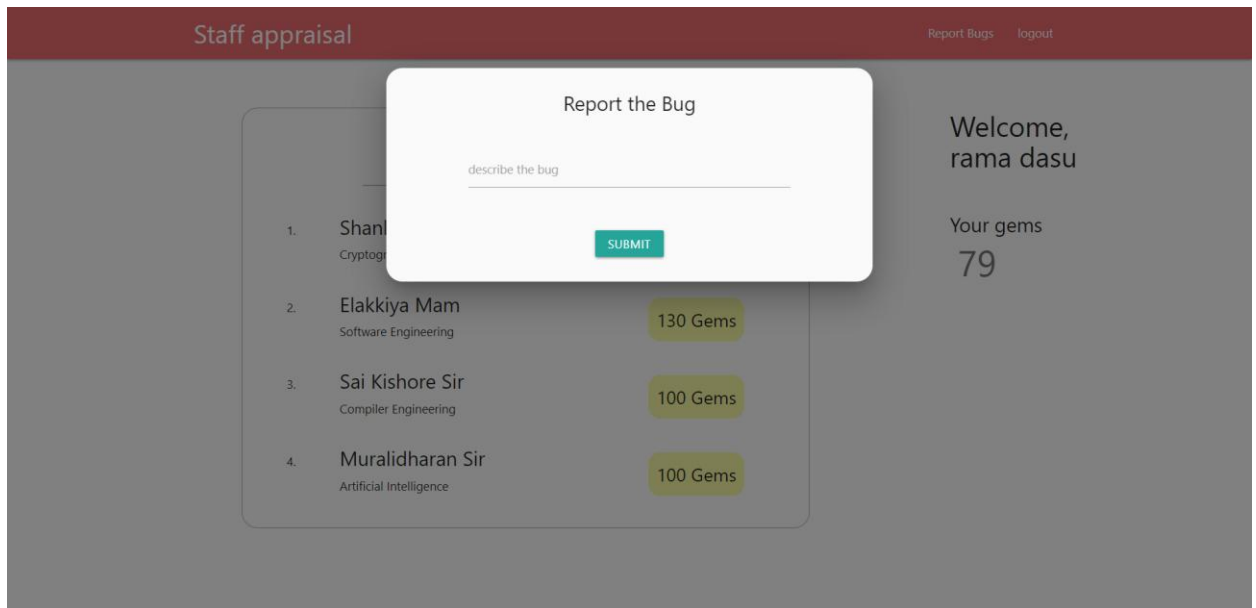 Staff appraisal
Report Bugs logout
Report the Bug
describe the bug
SUBMIT
Welcome,
rama dasu
Your gems
79
1.
2. Elakkiya Mam
Software Engineering
130 Gems
3. Sai Kishore Sir
Compiler Engineering
100 Gems
4. Muralidharan Sir
Artificial Intelligence
100 Gems